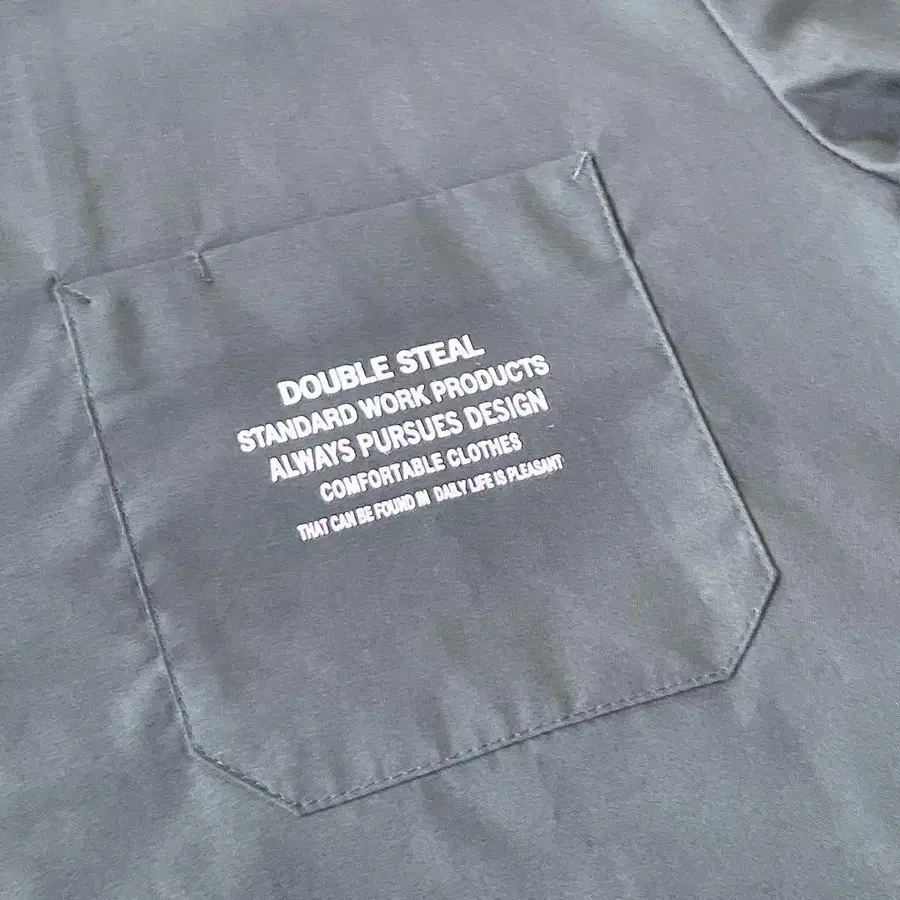 DOUBLE STEAL
STANDARD WORK PRODUCTS
ALWAYS PURSUES DESIGN
COMFORTABLE CLOTHES
THAT CAN BE FOUND IN DAILY LIFE IS PLEASANT